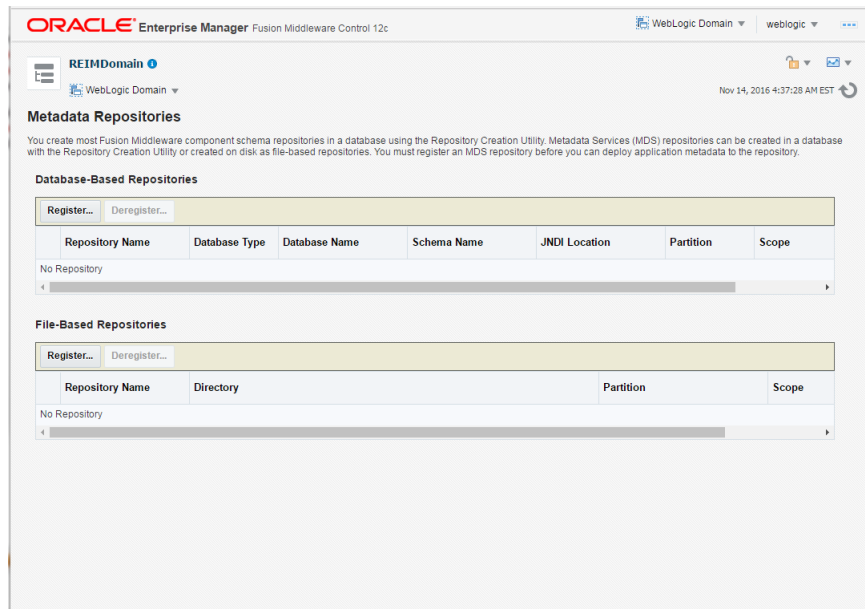 ORACLE Enterprise Manager Fusion Middleware Control 12c
WebLogic Domain
weblogic
REIMDomain
WebLogic Domain
Nov 14, 2016 4:37:28 AM EST
Metadata Repositories
You create most Fusion Middleware component schema repositories in a database using the Repository Creation Utility. Metadata Services (MDS) repositories can be created in a database
with the Repository Creation Utility or created on disk as file-based repositories. You must register an MDS repository before you can deploy application metadata to the repository.
Database-Based Repositories
Register... Deregister...
Repository Name Database Type Database Name Schema Name JNDI Location Partition Scope
No Repository
File-Based Repositories
Register... Deregister...
Repository Name Directory Partition Scope
No Repository